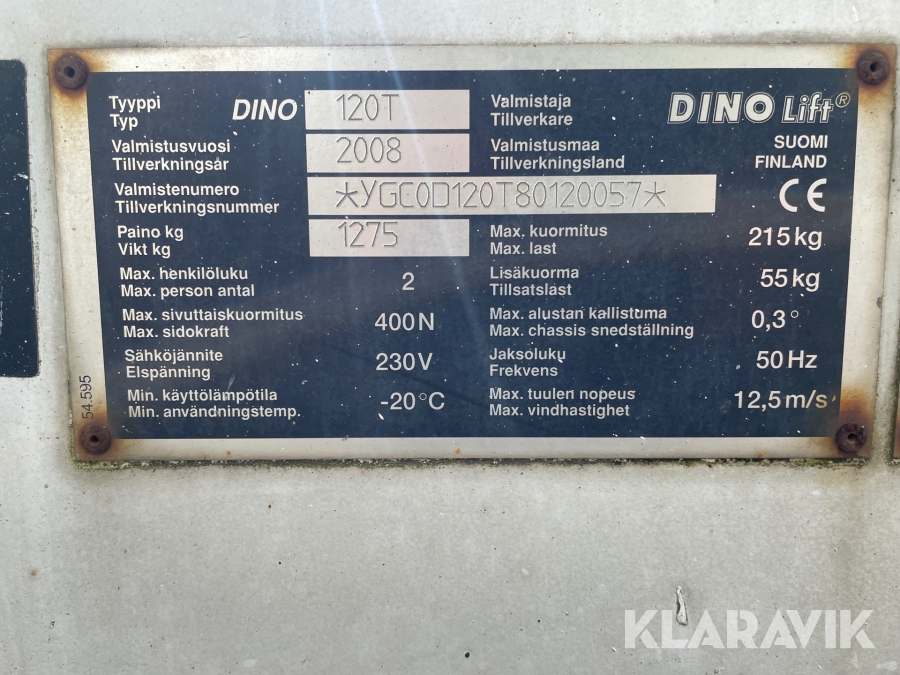 Tyyppi DINO 120T Valmistaja DINO Lift®
Typ Tillverkare
Valmistusvuosi 2008 Valmistusmaa SUOMI
Tillverkningsår Tillverkningsland FINLAND
Valmistenumero *YGC0D120T80120057* CE
Tillverkningsnummer
Paino kg 1275 Max. kuormitus 215 kg
Vikt kg Max. last
Max. henkilöluku 2 Lisäkuorma 55 kg
Max. person antal Tillsatslast
Max. sivuttaiskuormitus 400 N Max. alustan kallistuma 0,3°
Max. sidokraft Max. chassis snedställning
Sähköjännite 230 V Jaksoluku 50 Hz
Elspänning Frekvens
Min. käyttölämpötila -20°C Max. tuulen nopeus 12,5 m/s
Min. användningstemp. Max. vindhastighet
54.595
KLARAVIK